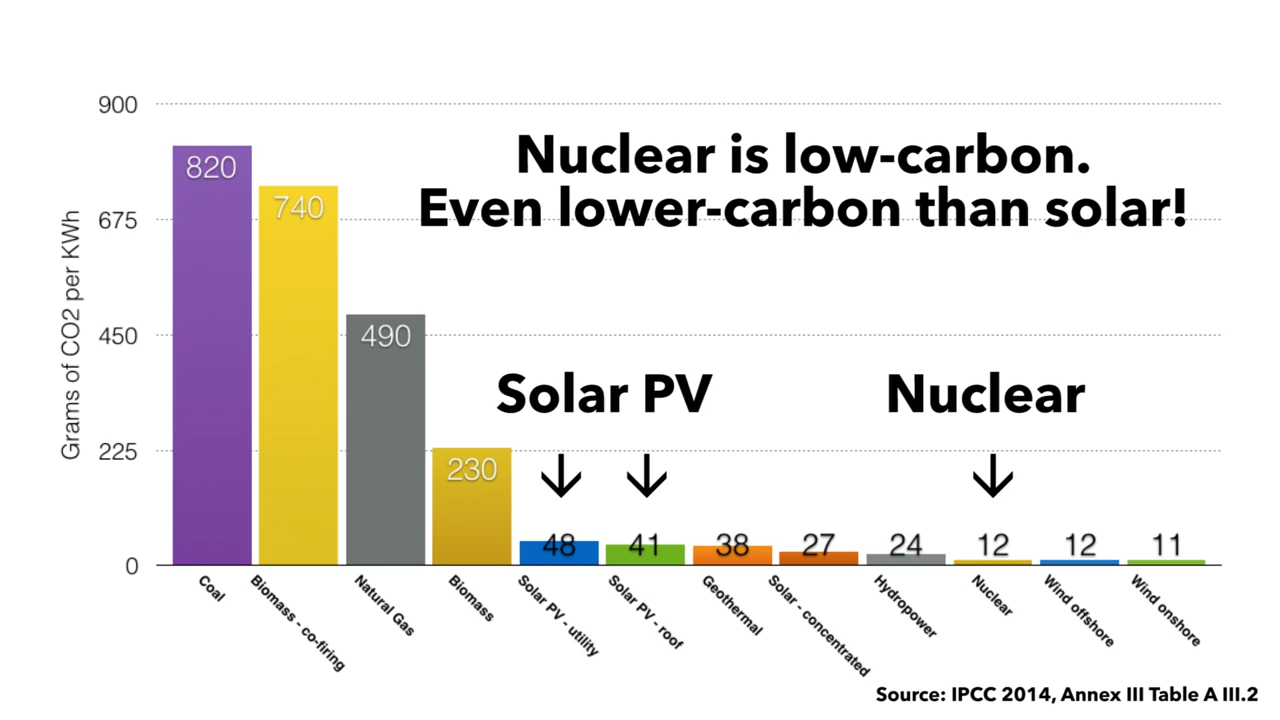 Nuclear is low-carbon.
Even lower-carbon than solar!
Grams of CO2 per KWh
900
675
450
225
0
820
740
490
230
48
41
38
27
24
12
12
11
Solar PV
Nuclear
Coal
Biomass - co-firing
Natural Gas
Biomass
Solar PV - utility
Solar PV - roof
Geothermal
Solar - concentrated
Hydropower
Nuclear
Wind offshore
Wind onshore
Source: IPCC 2014, Annex III Table A III.2